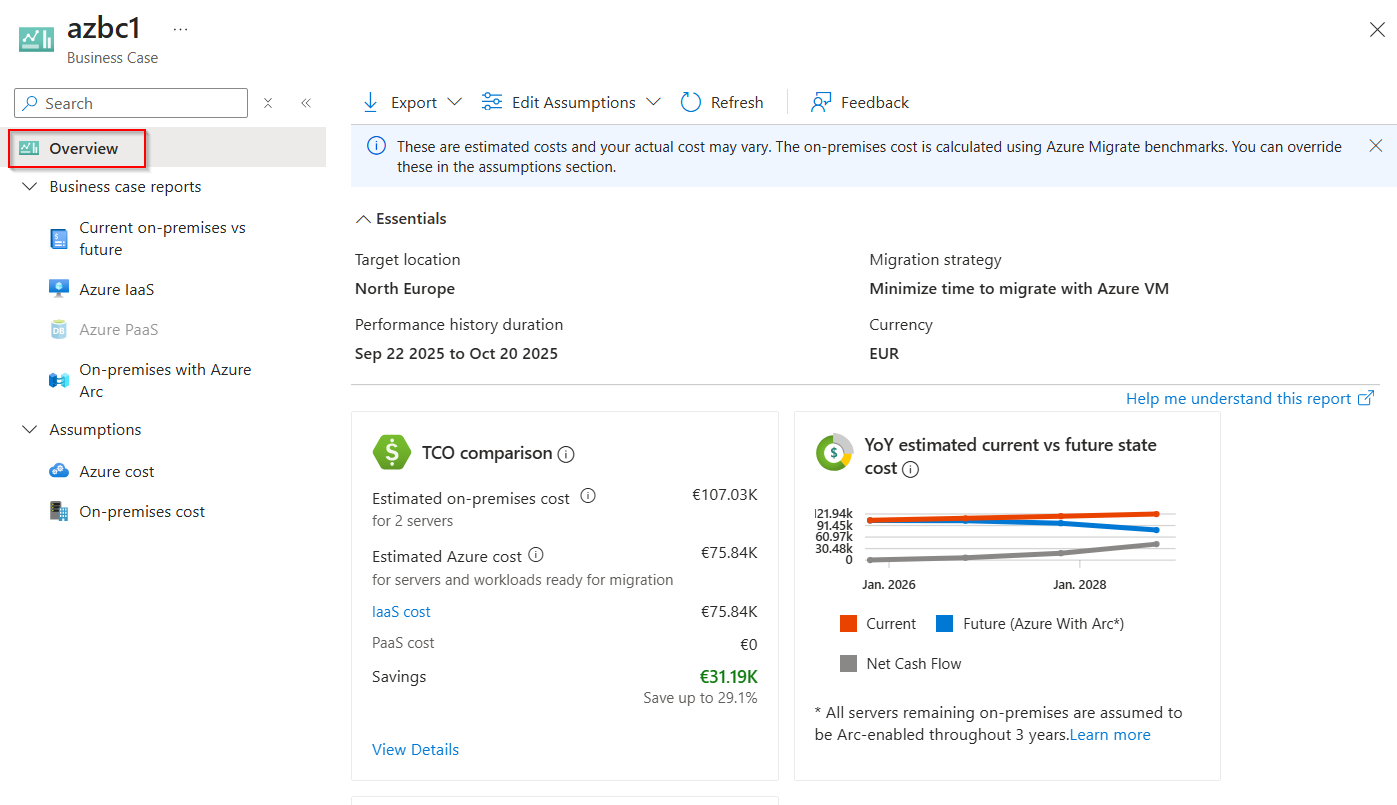 azbc1
...
Business Case
Search
Export
Edit Assumptions
Refresh
Feedback
Overview
Business case reports
Current on-premises vs
future
Azure IaaS
Azure PaaS
On-premises with Azure
Arc
Assumptions
Azure cost
On-premises cost
These are estimated costs and your actual cost may vary. The on-premises cost is calculated using Azure Migrate benchmarks. You can override
these in the assumptions section.
Essentials
Target location
North Europe
Migration strategy
Minimize time to migrate with Azure VM
Performance history duration
Sep 22 2025 to Oct 20 2025
Currency
EUR
Help me understand this report
TCO comparison
Estimated on-premises cost €107.03K
for 2 servers
Estimated Azure cost €75.84K
for servers and workloads ready for migration
IaaS cost €75.84K
PaaS cost €0
Savings €31.19K
Save up to 29.1%
View Details
YoY estimated current vs future state
cost
21.94k
91.45k
60.97k
30.48k
0
Jan. 2026 Jan. 2028
Current Future (Azure With Arc*)
Net Cash Flow
* All servers remaining on-premises are assumed to
be Arc-enabled throughout 3 years.Learn more